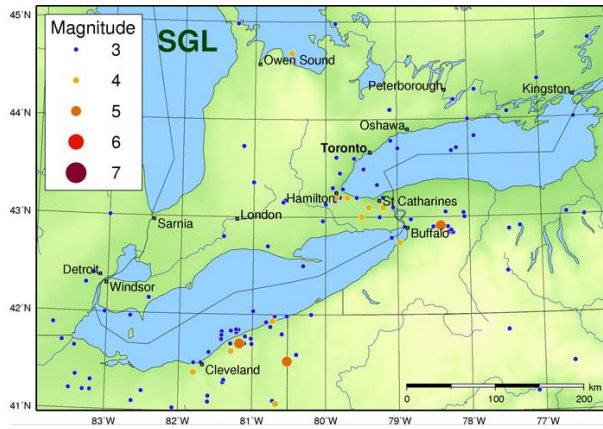 45°N
Magnitude
SGL
3
4
5
6
7
Owen Sound
Peterborough
Kingston
44°N
Oshawa
Toronto
Hamilton
St Catharines
43°N
Sarnia
London
Buffalo
Detroit
Windsor
42°N
Cleveland
km
0
100
200
41°N
83°W
82°W
81°W
80°W
79°W
78°W
77°W